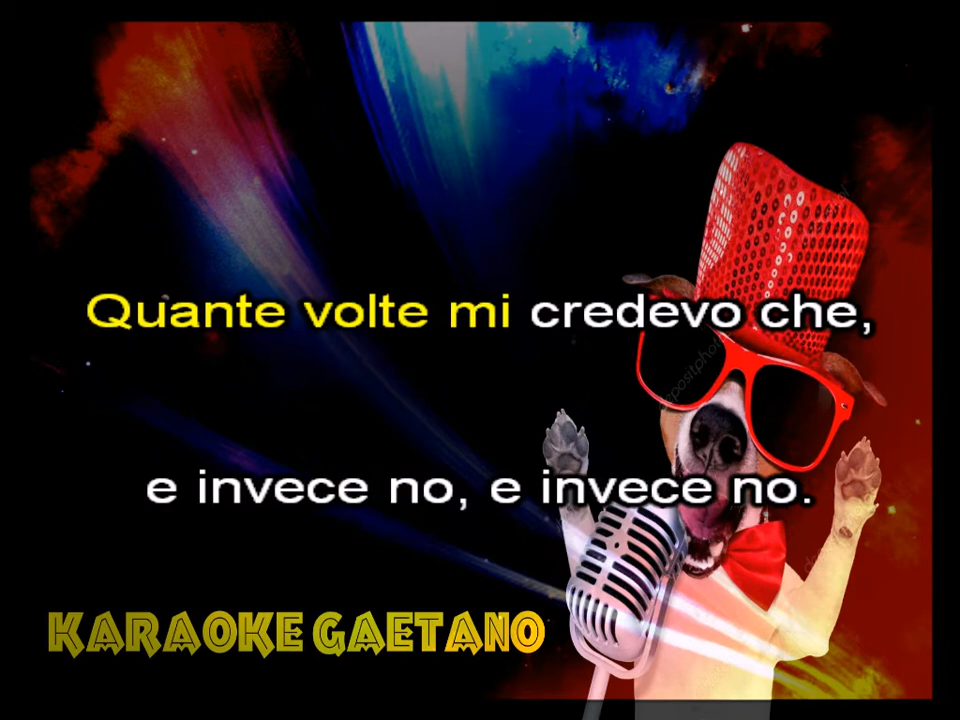 Quante volte mi credevo che,
e invece no, e invece no.
KARAOKE GAETANO